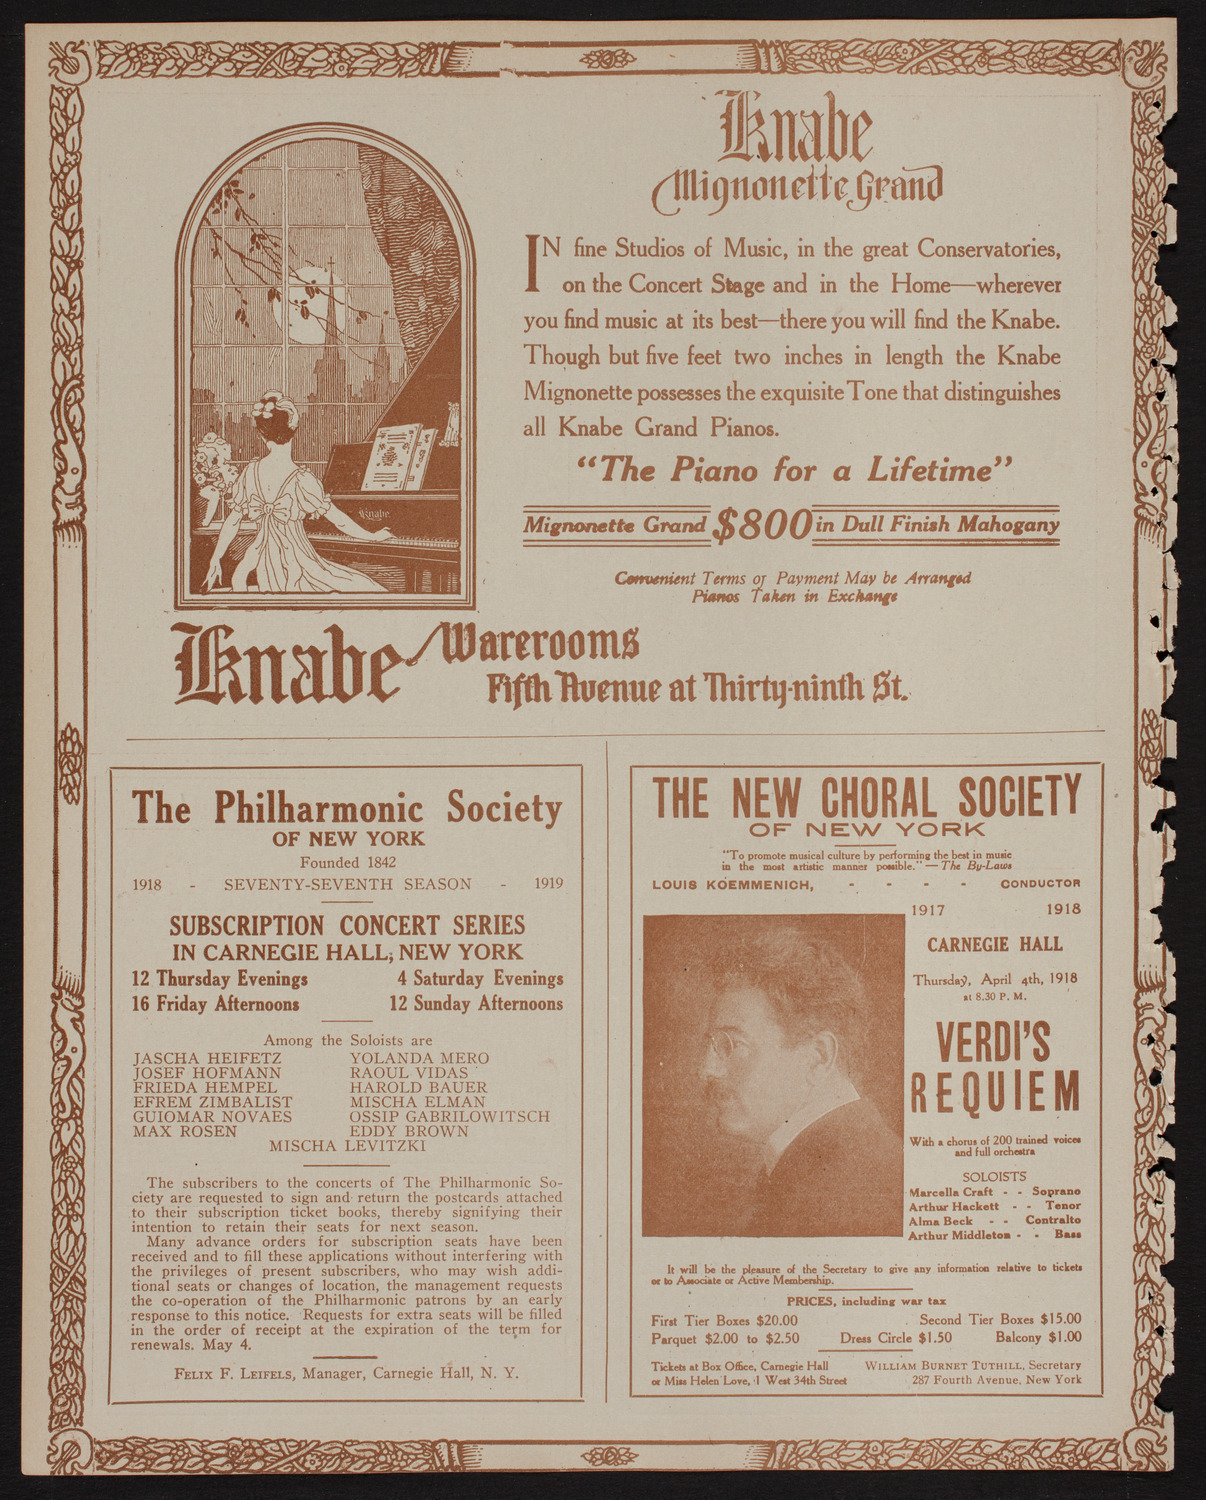 Knabe
Mignonette Grand
IN fine Studios of Music, in the great Conservatories,
on the Concert Stage and in the Home—wherever
you find music at its best—there you will find the Knabe.
Though but five feet two inches in length the Knabe
Mignonette possesses the exquisite Tone that distinguishes
all Knabe Grand Pianos.
"The Piano for a Lifetime"
Mignonette Grand $800 in Dull Finish Mahogany
Convenient Terms of Payment May be Arranged
Pianos Taken in Exchange
Knabe
Knabe Warerooms
Fifth Avenue at Thirty-ninth St.
The Philharmonic Society
OF NEW YORK
Founded 1842
1918 - SEVENTY-SEVENTH SEASON - 1919
SUBSCRIPTION CONCERT SERIES
IN CARNEGIE HALL, NEW YORK
12 Thursday Evenings 4 Saturday Evenings
16 Friday Afternoons 12 Sunday Afternoons
Among the Soloists are
JASCHA HEIFETZ YOLANDA MERO
JOSEF HOFMANN RAOUL VIDAS
FRIEDA HEMPEL HAROLD BAUER
EFREM ZIMBALIST MISCHA ELMAN
GUIOMAR NOVAES OSSIP GABRILOWITSCH
MAX ROSEN EDDY BROWN
MISCHA LEVITZKI
The subscribers to the concerts of The Philharmonic So-
ciety are requested to sign and return the postcards attached
to their subscription ticket books, thereby signifying their
intention to retain their seats for next season.
Many advance orders for subscription seats have been
received and to fill these applications without interfering with
the privileges of present subscribers, who may wish addi-
tional seats or changes of location, the management requests
the co-operation of the Philharmonic patrons by an early
response to this notice. Requests for extra seats will be filled
in the order of receipt at the expiration of the term for
renewals. May 4.
FELIX F. LEIFELS, Manager, Carnegie Hall, N. Y.
THE NEW CHORAL SOCIETY
OF NEW YORK
"To promote musical culture by performing the best in music
in the most artistic manner possible."—The By-Laws
LOUIS KOEMMENICH, - - - - CONDUCTOR
1917 1918
CARNEGIE HALL
Thursday, April 4th, 1918
at 8.30 P. M.
VERDI'S
REQUIEM
With a chorus of 200 trained voices
and full orchestra
SOLOISTS
Marcella Craft - - Soprano
Arthur Hackett - - Tenor
Alma Beck - - Contralto
Arthur Middleton - - Bass
It will be the pleasure of the Secretary to give any information relative to tickets
or to Associate or Active Membership.
PRICES, including war tax
First Tier Boxes $20.00 Second Tier Boxes $15.00
Parquet $2.00 to $2.50 Dress Circle $1.50 Balcony $1.00
Tickets at Box Office, Carnegie Hall WILLIAM BURNET TUTHILL, Secretary
or Miss Helen Love, 1 West 34th Street 287 Fourth Avenue, New York